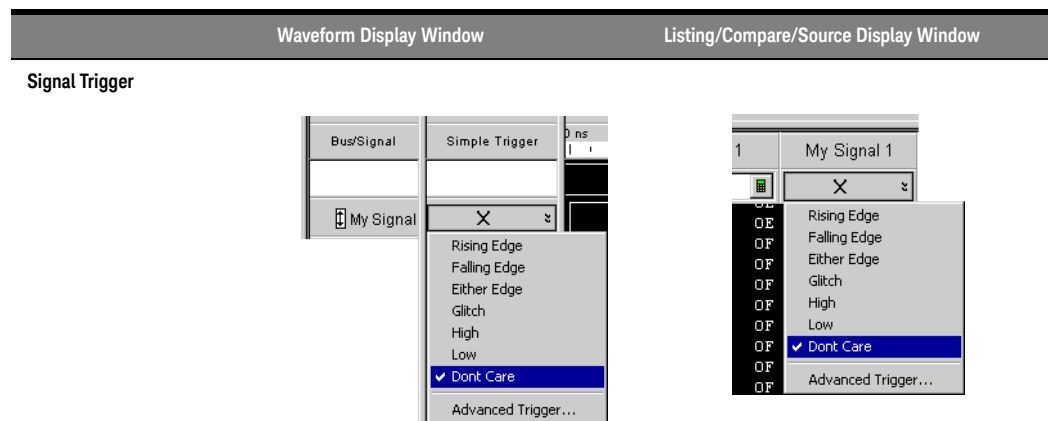 Waveform Display Window
Listing/Compare/Source Display Window
Signal Trigger
Bus/Signal
Simple Trigger
0 ns
My Signal
X
Rising Edge
Falling Edge
Either Edge
Glitch
High
Low
Dont Care
Advanced Trigger...
1
My Signal 1
X
0E
0F
0F
0F
0F
0F
0F
0F
0F
Rising Edge
Falling Edge
Either Edge
Glitch
High
Low
Dont Care
Advanced Trigger...